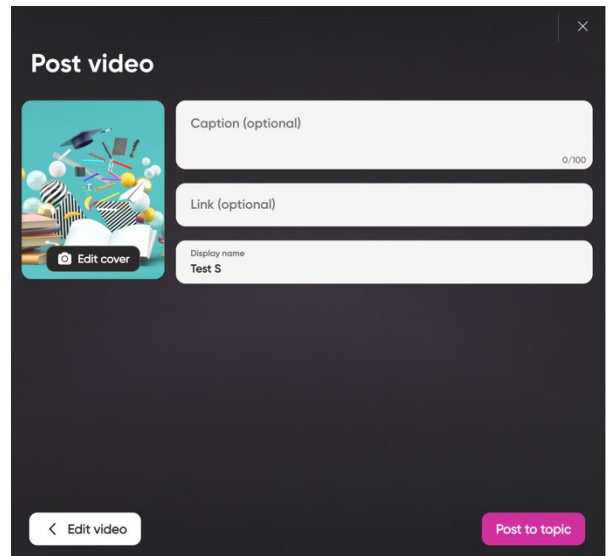 Post video
Caption (optional)
0/100
Link (optional)
Edit cover
Display name
Test S
Edit video
Post to topic